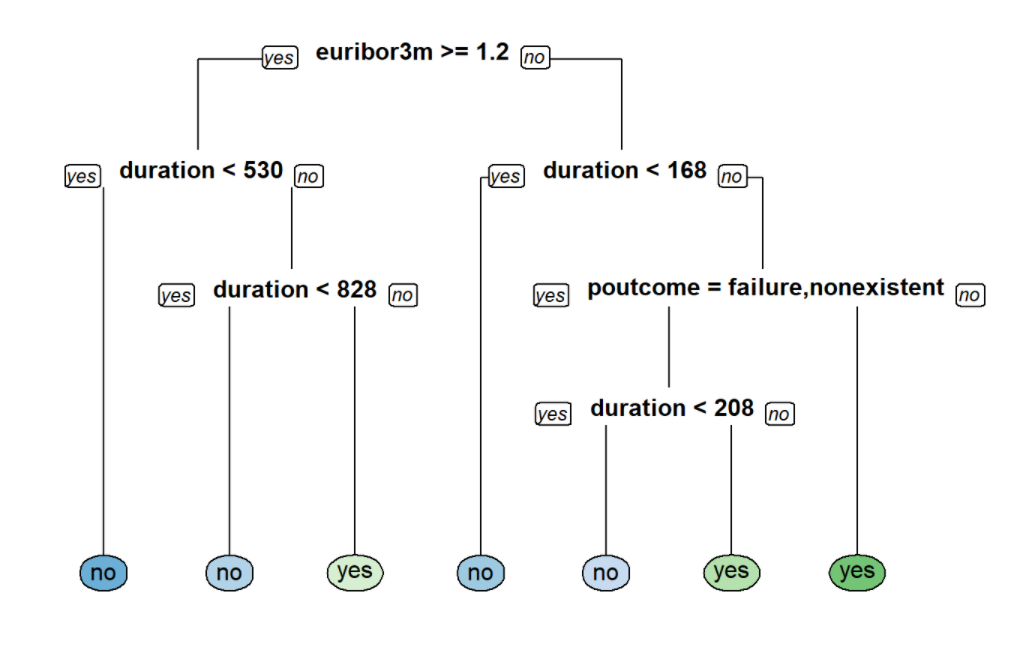 yes euribor3m >= 1.2 no
yes duration < 530 no
yes duration < 168 no
yes duration < 828 no
yes poutcome = failure,nonexistent no
yes duration < 208 no
no no yes no no yes yes